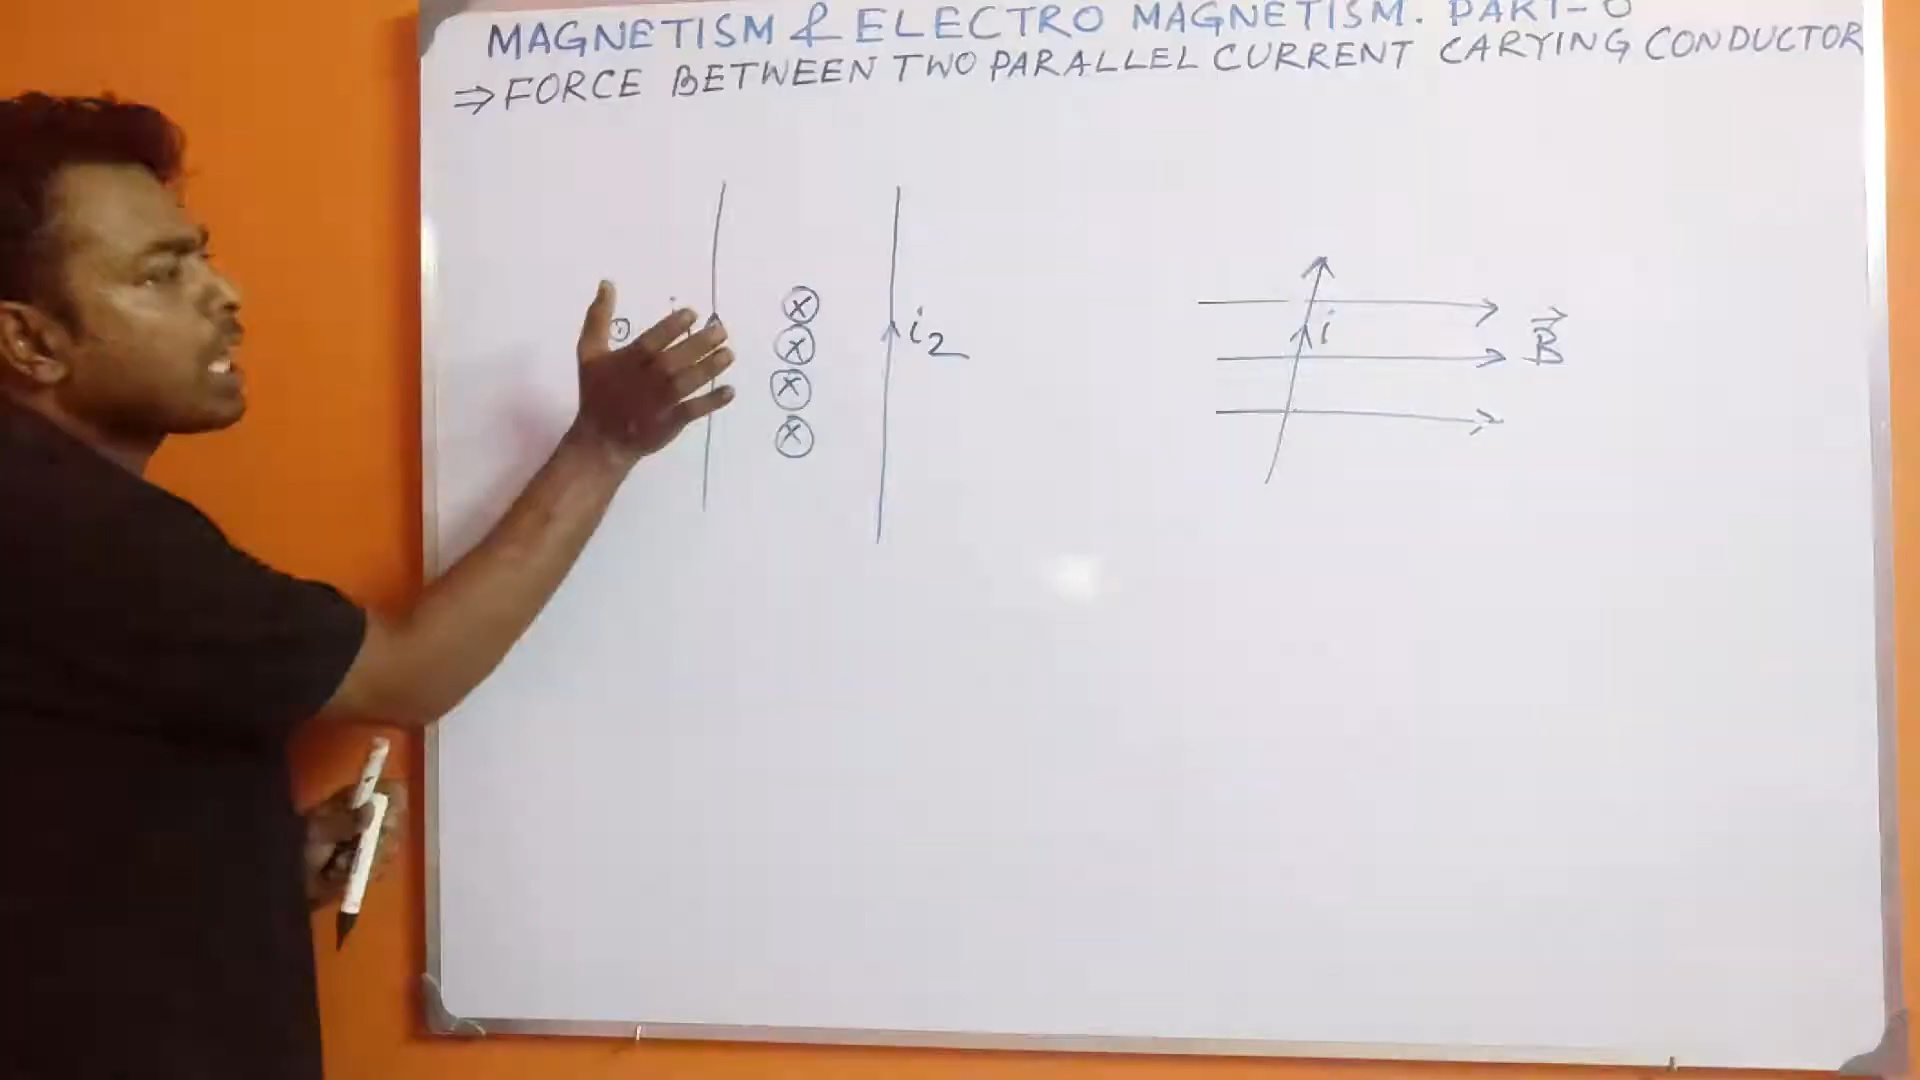 MAGNETISM & ELECTRO MAGNETISM. PART-
⇒ FORCE BETWEEN TWO PARALLEL CURRENT CARYING CONDUCTOR
i₂
i
B⃗